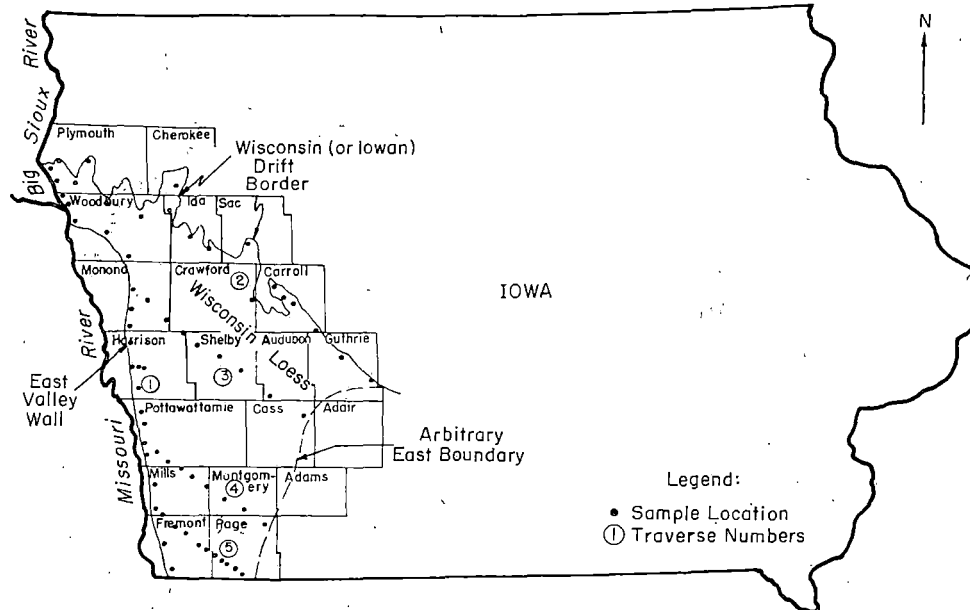 N
Big Sioux River
Plymouth
Cherokee
Wisconsin (or Iowan)
Drift
Border
Woodbury
Ida
Sac
Monona
Crawford
②
Carroll
IOWA
Wisconsin Loess
Harrison
Shelby
Audubon
Guthrie
East
Valley
Wall
①
③
Pottawattamie
Cass
Adair
Arbitrary
East Boundary
Missouri River
Mills
Montgom-
ery
Adams
④
Fremont
Page
⑤
Legend:
• Sample Location
① Traverse Numbers